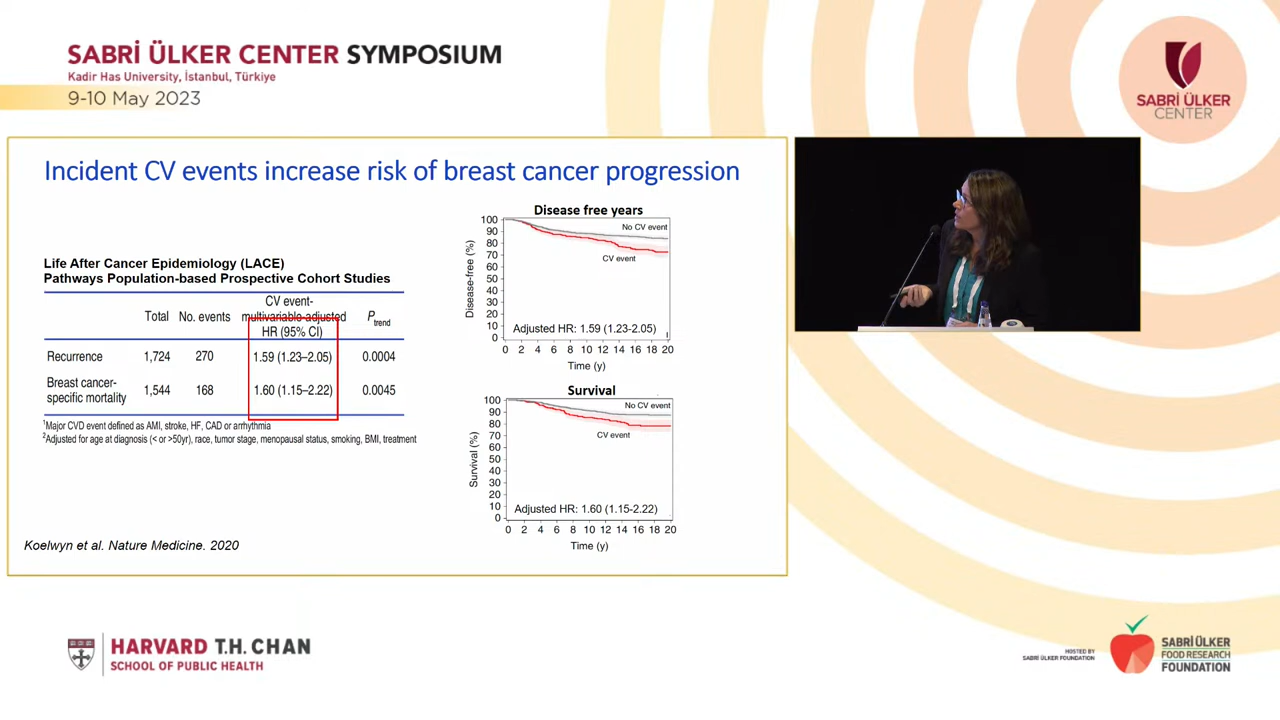 SABRİ ÜLKER CENTER SYMPOSIUM
Kadir Has University, İstanbul, Türkiye
9-10 May 2023
SABRİ ÜLKER
CENTER
Incident CV events increase risk of breast cancer progression
Life After Cancer Epidemiology (LACE)
Pathways Population-based Prospective Cohort Studies
CV event-
Total No. events multivariable-adjusted Ptrend
HR (95% CI)
Recurrence 1,724 270 1.59 (1.23–2.05) 0.0004
Breast cancer-
specific mortality 1,544 168 1.60 (1.15–2.22) 0.0045
1Major CVD event defined as AMI, stroke, HF, CAD or arrhythmia
2Adjusted for age at diagnosis (< or >50yr), race, tumor stage, menopausal status, smoking, BMI, treatment
Koelwyn et al. Nature Medicine. 2020
Disease free years
100
90
80
70
60
50
40
30
20
10
0
Disease-free (%)
No CV event
CV event
Adjusted HR: 1.59 (1.23-2.05)
0 2 4 6 8 10 12 14 16 18 20
Time (y)
Survival
100
90
80
70
60
50
40
30
20
10
0
Survival (%)
No CV event
CV event
Adjusted HR: 1.60 (1.15-2.22)
0 2 4 6 8 10 12 14 16 18 20
Time (y)
HARVARD T.H. CHAN
SCHOOL OF PUBLIC HEALTH
HOSTED BY
SABRİ ÜLKER FOUNDATION
SABRİ ÜLKER
FOOD RESEARCH
FOUNDATION